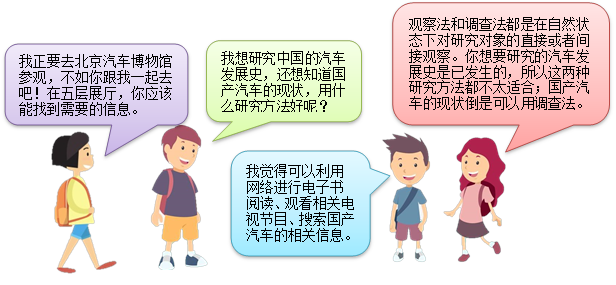 我正要去北京汽车博物馆
参观，不如你跟我一起去
吧！在五层展厅，你应该
能找到需要的信息。
我想研究中国的汽车
发展史，还想知道国
产汽车的现状，用什
么研究方法好呢？
我觉得可以利用
网络进行电子书
阅读、观看相关电
视节目、搜索国产
汽车的相关信息。
观察法和调查法都是在自然状
态下对研究对象的直接或者间
接观察。你想要研究的汽车发
展史是已发生的，所以这两种
研究方法都不太适合；国产汽
车的现状倒是可以用调查法。